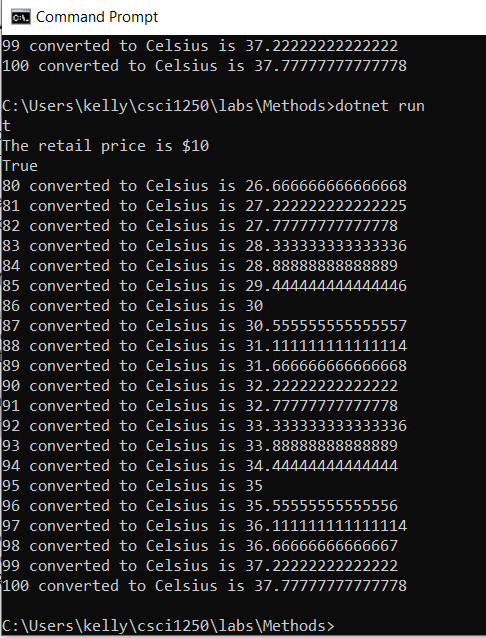 Command Prompt
99 converted to Celsius is 37.22222222222222
100 converted to Celsius is 37.77777777777778
C:\Users\kelly\csci1250\labs\Methods>dotnet run
t
The retail price is $10
True
80 converted to Celsius is 26.666666666666668
81 converted to Celsius is 27.222222222222225
82 converted to Celsius is 27.77777777777778
83 converted to Celsius is 28.333333333333336
84 converted to Celsius is 28.88888888888889
85 converted to Celsius is 29.444444444444446
86 converted to Celsius is 30
87 converted to Celsius is 30.555555555555557
88 converted to Celsius is 31.111111111111114
89 converted to Celsius is 31.666666666666668
90 converted to Celsius is 32.22222222222222
91 converted to Celsius is 32.77777777777778
92 converted to Celsius is 33.333333333333336
93 converted to Celsius is 33.88888888888889
94 converted to Celsius is 34.44444444444444
95 converted to Celsius is 35
96 converted to Celsius is 35.55555555555556
97 converted to Celsius is 36.111111111111114
98 converted to Celsius is 36.66666666666667
99 converted to Celsius is 37.22222222222222
100 converted to Celsius is 37.77777777777778
C:\Users\kelly\csci1250\labs\Methods>